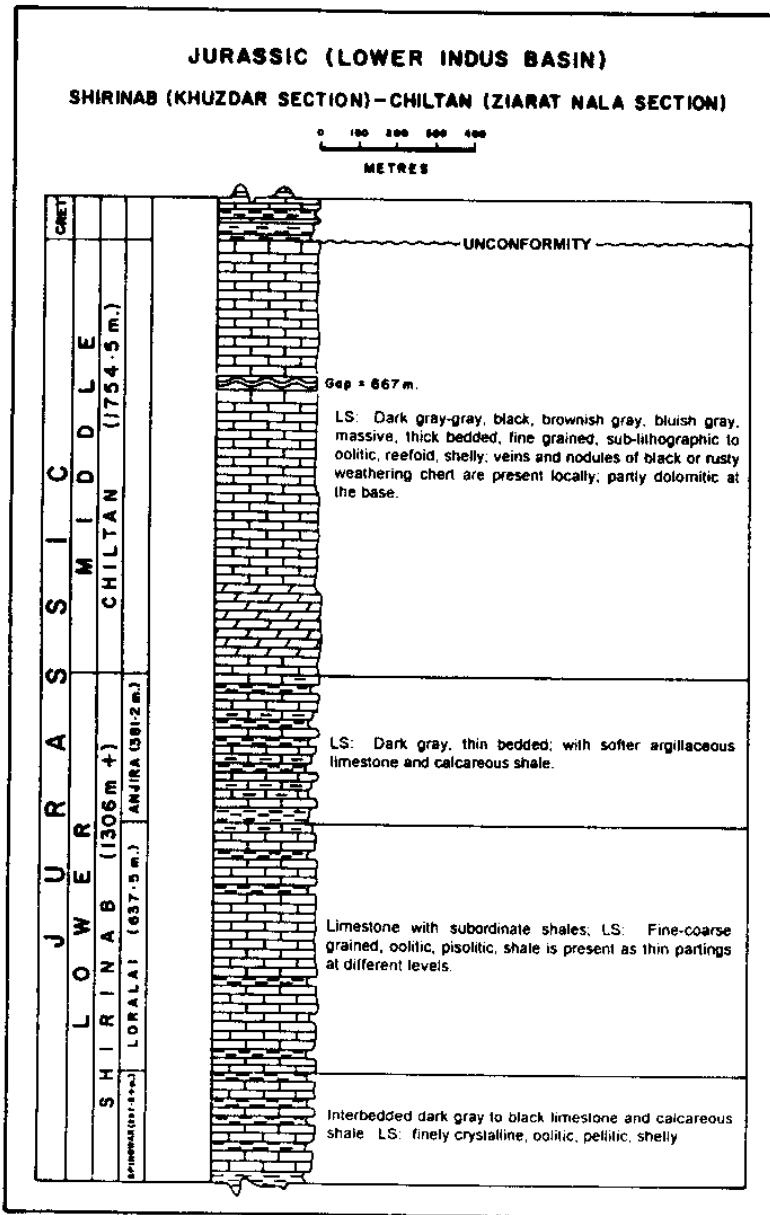 JURASSIC (LOWER INDUS BASIN)
SHIRINAB (KHUZDAR SECTION)–CHILTAN (ZIARAT NALA SECTION)
0 100 200 300 400
METRES
CRET
UNCONFORMITY
JURASSIC
MIDDLE
CHILTAN (1754·5 m.)
Gap = 667 m.
LS: Dark gray-gray, black, brownish gray, bluish gray,
massive, thick bedded, fine grained, sub-lithographic to
oolitic, reefoid, shelly; veins and nodules of black or rusty
weathering chert are present locally; partly dolomitic at
the base.
LOWER
SHIRINAB (1306m +)
ANJIRA (381·2 m.)
LS: Dark gray, thin bedded; with softer argillaceous
limestone and calcareous shale.
LORALAI (637·5 m.)
Limestone with subordinate shales; LS: Fine-coarse
grained, oolitic, pisolitic, shale is present as thin partings
at different levels.
SPINGWAR
Interbedded dark gray to black limestone and calcareous
shale LS: finely crystalline, oolitic, pellitic, shelly